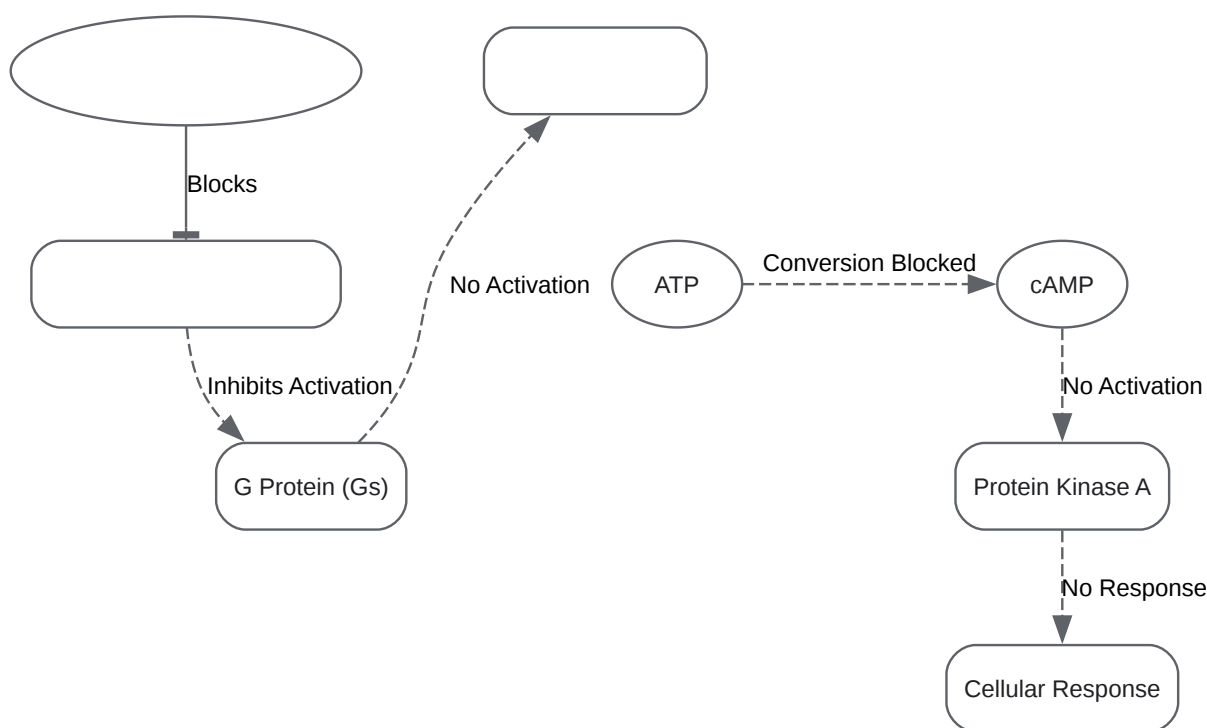 Blocks
No Activation
Conversion Blocked
ATP
cAMP
Inhibits Activation
No Activation
G Protein (Gs)
Protein Kinase A
No Response
Cellular Response